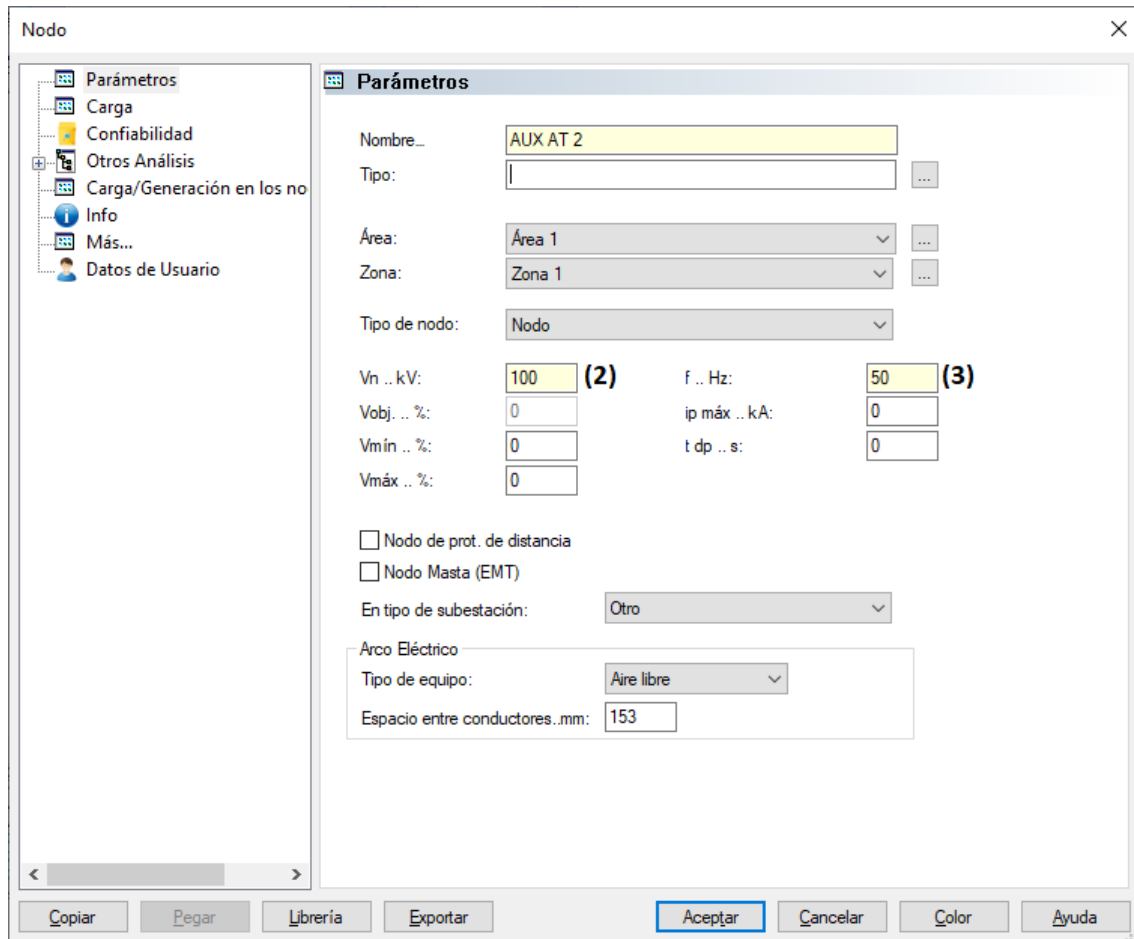 Nodo
Parámetros
Carga
Confiabilidad
Otros Análisis
Carga/Generación en los no
Info
Más...
Datos de Usuario
Parámetros
Nombre... AUX AT 2
Tipo: ...
Área: Área 1 ...
Zona: Zona 1 ...
Tipo de nodo: Nodo
Vn .. kV: 100 (2) f .. Hz: 50 (3)
Vobj. .. %: 0 ip máx .. kA: 0
Vmín .. %: 0 t dp .. s: 0
Vmáx .. %: 0
Nodo de prot. de distancia
Nodo Masta (EMT)
En tipo de subestación: Otro
Arco Eléctrico
Tipo de equipo: Aire libre
Espacio entre conductores..mm: 153
Copiar Pegar Librería Exportar Aceptar Cancelar Color Ayuda